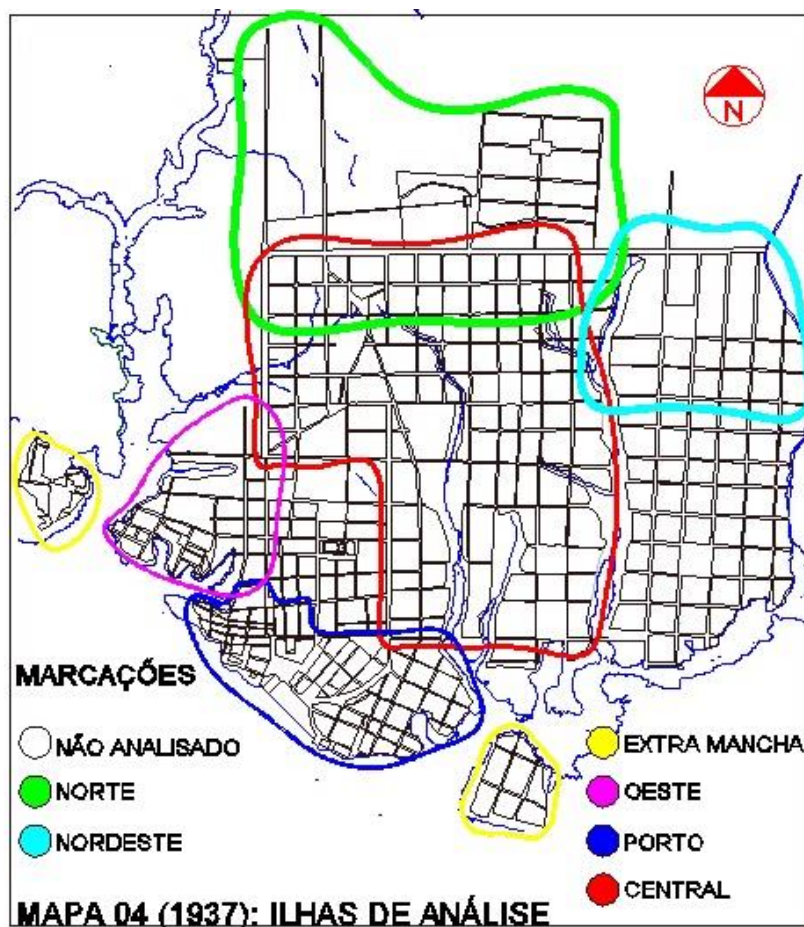 N
MARCAÇÕES
NÃO ANALISADO
NORTE
NORDESTE
EXTRA MANCHA
OESTE
PORTO
CENTRAL
MAPA 04 (1937): ILHAS DE ANÁLISE